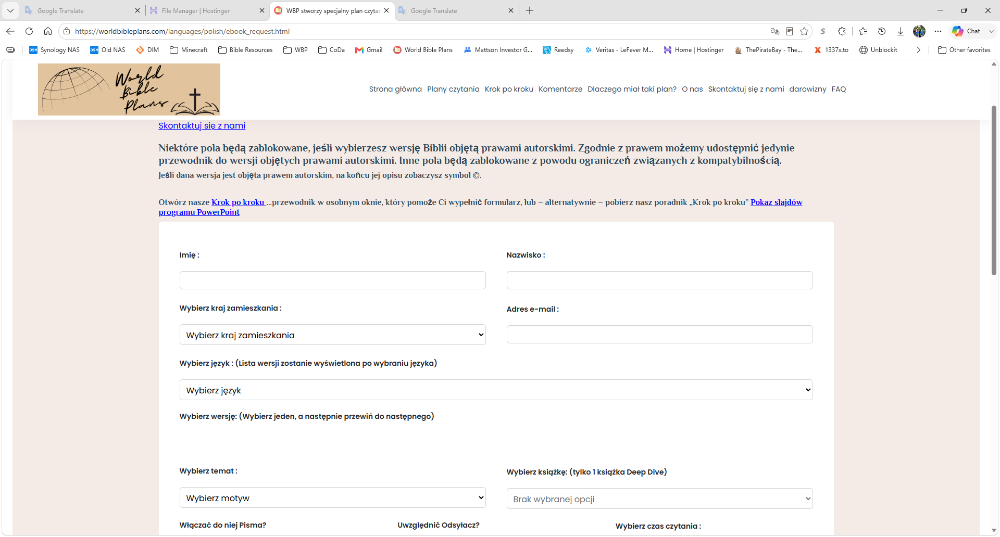 Google Translate
File Manager | Hostinger
WBP stworzy specjalny plan czytan
Google Translate
https://worldbibleplans.com/languages/polish/ebook_request.html
Chat
Synology NAS
Old NAS
DIM
Minecraft
Bible Resources
WBP
CoDa
Gmail
World Bible Plans
Mattson Investor G...
Reedsy
Veritas - LeFever M...
Home | Hostinger
ThePirateBay - The...
1337x.to
Unblockit
Other favorites
World
Bible
Plans
Strona główna Plany czytania Krok po kroku Komentarze Dlaczego miał taki plan? O nas Skontaktuj się z nami darowizny FAQ
Skontaktuj się z nami
Niektóre pola będą zablokowane, jeśli wybierzesz wersję Biblii objętą prawami autorskimi. Zgodnie z prawem możemy udostępnić jedynie
przewodnik do wersji objętych prawami autorskimi. Inne pola będą zablokowane z powodu ograniczeń związanych z kompatybilnością.
Jeśli dana wersja jest objęta prawem autorskim, na końcu jej opisu zobaczysz symbol ©.
Otwórz nasze Krok po kroku ...przewodnik w osobnym oknie, który pomoże Ci wypełnić formularz, lub – alternatywnie – pobierz nasz poradnik „Krok po kroku” Pokaz slajdów
programu PowerPoint
Imię :
Nazwisko :
Wybierz kraj zamieszkania :
Adres e-mail :
Wybierz kraj zamieszkania
Wybierz język : (Lista wersji zostanie wyświetlona po wybraniu języka)
Wybierz język
Wybierz wersję: (Wybierz jeden, a następnie przewiń do następnego)
Wybierz temat :
Wybierz książkę: (tylko 1 książka Deep Dive)
Wybierz motyw
Brak wybranej opcji
Włączać do niej Pisma?
Uwzględnić Odsyłacz?
Wybierz czas czytania :